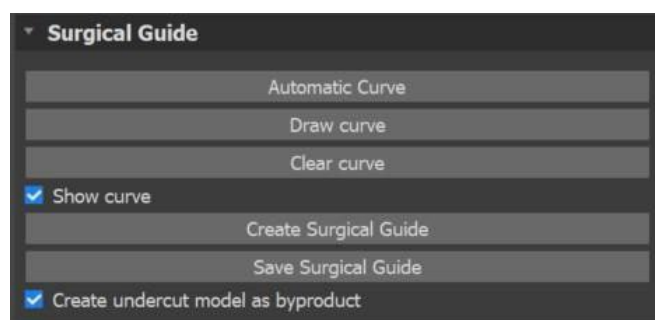 Surgical Guide
Automatic Curve
Draw curve
Clear curve
Show curve
Create Surgical Guide
Save Surgical Guide
Create undercut model as byproduct